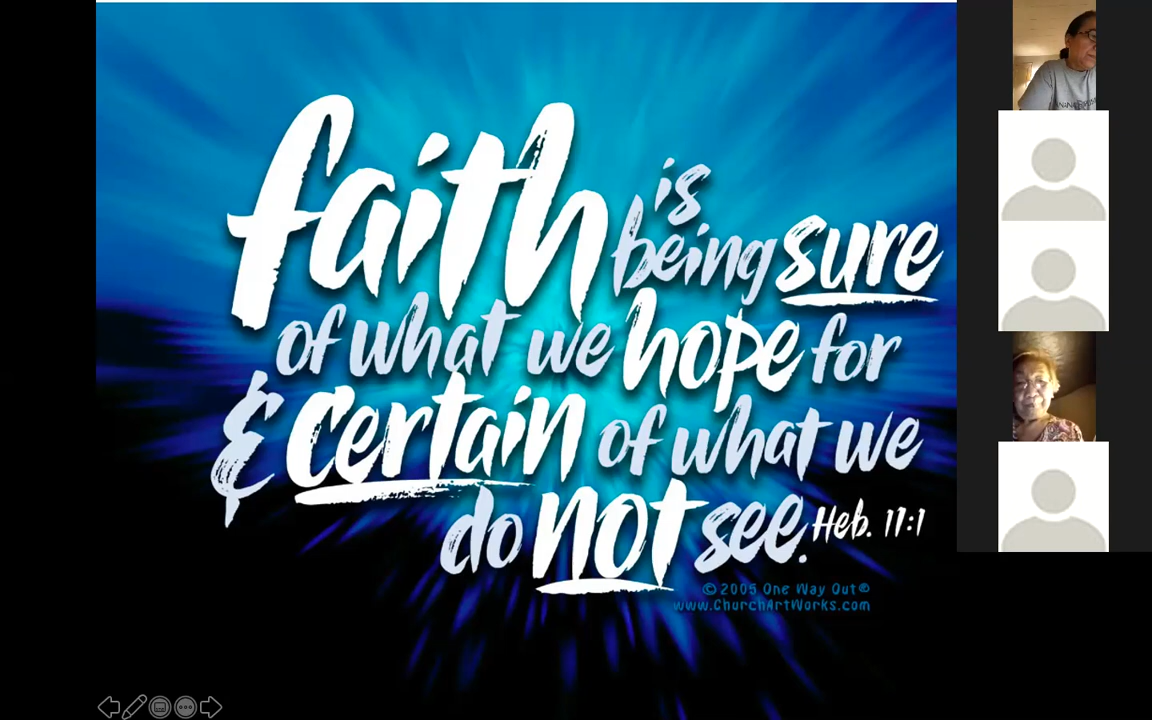 faith is
being sure
of what we hope for
& certain of what we
do not see. Heb. 11:1
© 2005 One Way Out®
www.ChurchArtWorks.com